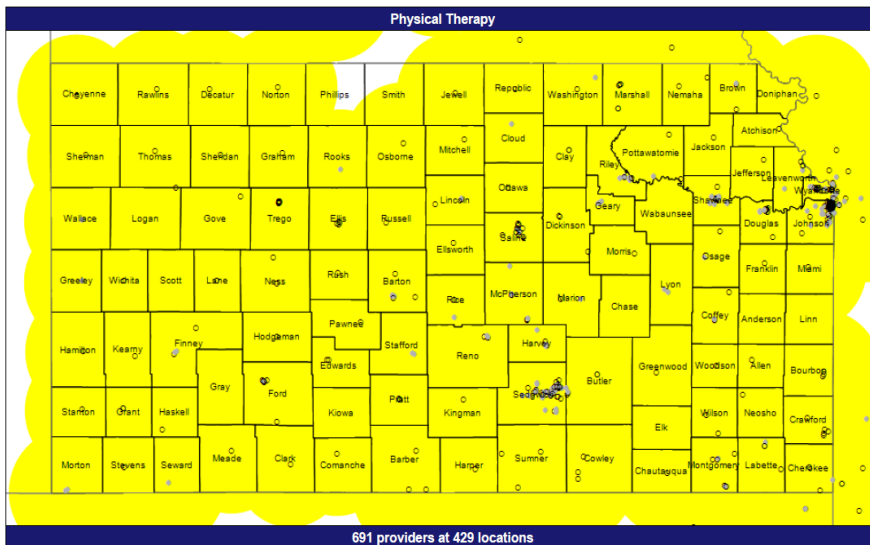 Physical Therapy
Cheyenne Rawlins Decatur Norton Phillips Smith Jewell Republic Washington Marshall Nemaha Brown Doniphan
Atchison
Sherman Thomas Sheridan Graham Rooks Osborne Mitchell Cloud Clay Riley Pottawatomie Jackson Jefferson Leavenworth
Wyandotte
Wallace Logan Gove Trego Ellis Russell Lincoln Ottawa Saline Dickinson Geary Wabaunsee Shawnee Douglas Johnson
Ellsworth Morris Osage Franklin Miami
Greeley Wichita Scott Lane Ness Rush Barton Rice McPherson Marion Chase Lyon Coffey Anderson Linn
Hamilton Kearny Finney Hodgeman Pawnee Stafford Reno Harvey
Gray Ford Edwards Sedgwick Butler Greenwood Woodson Allen Bourbon
Stanton Grant Haskell Kiowa Pratt Kingman Elk Wilson Neosho Crawford
Morton Stevens Seward Meade Clark Comanche Barber Harper Sumner Cowley Chautauqua Montgomery Labette Cherokee
691 providers at 429 locations